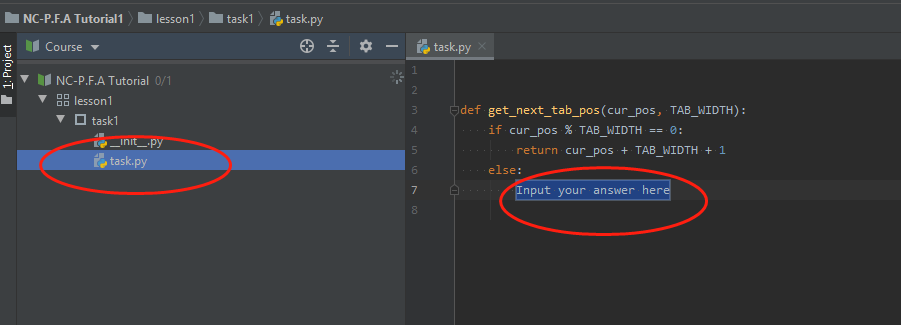 NC-P.F.A Tutorial1 lesson1 task1 task.py
1: Project
Course
NC-P.F.A Tutorial 0/1
lesson1
task1
__init__.py
task.py
task.py
1
2
3 def get_next_tab_pos(cur_pos, TAB_WIDTH):
4 if cur_pos % TAB_WIDTH == 0:
5 return cur_pos + TAB_WIDTH + 1
6 else:
7 Input your answer here
8